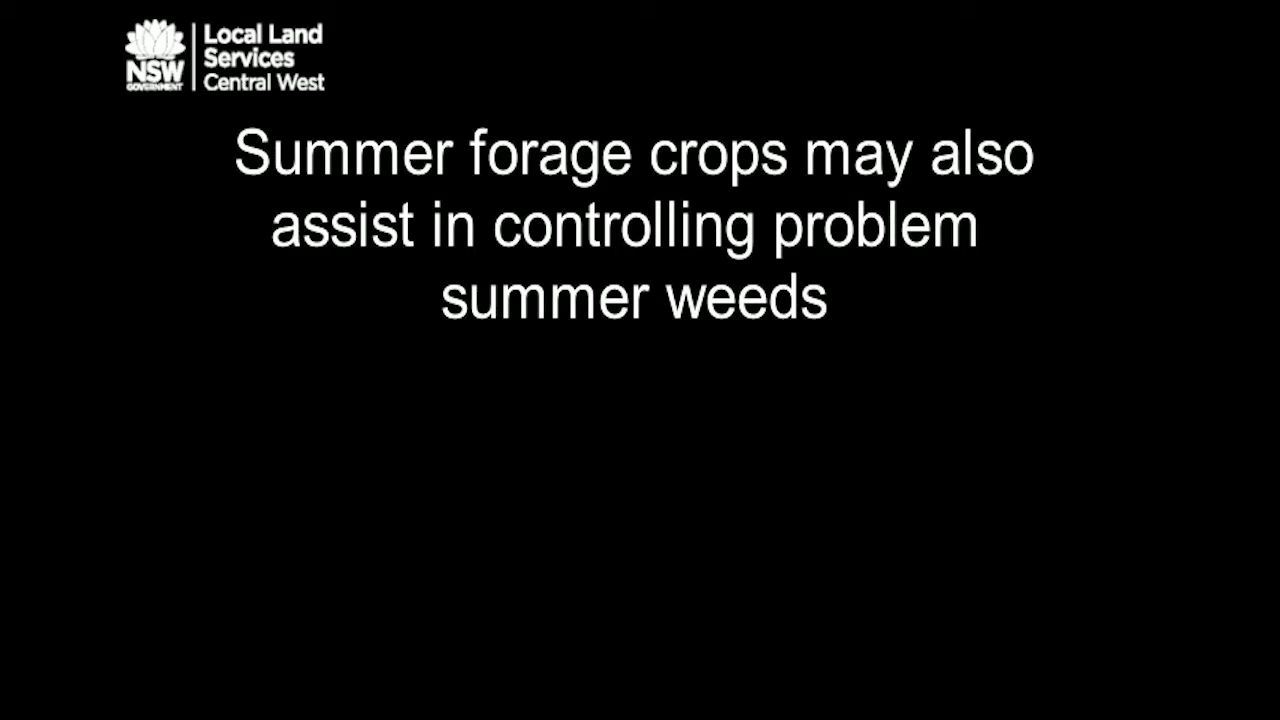 Local Land
Services
Central West
NSW
GOVERNMENT
Summer forage crops may also
assist in controlling problem
summer weeds